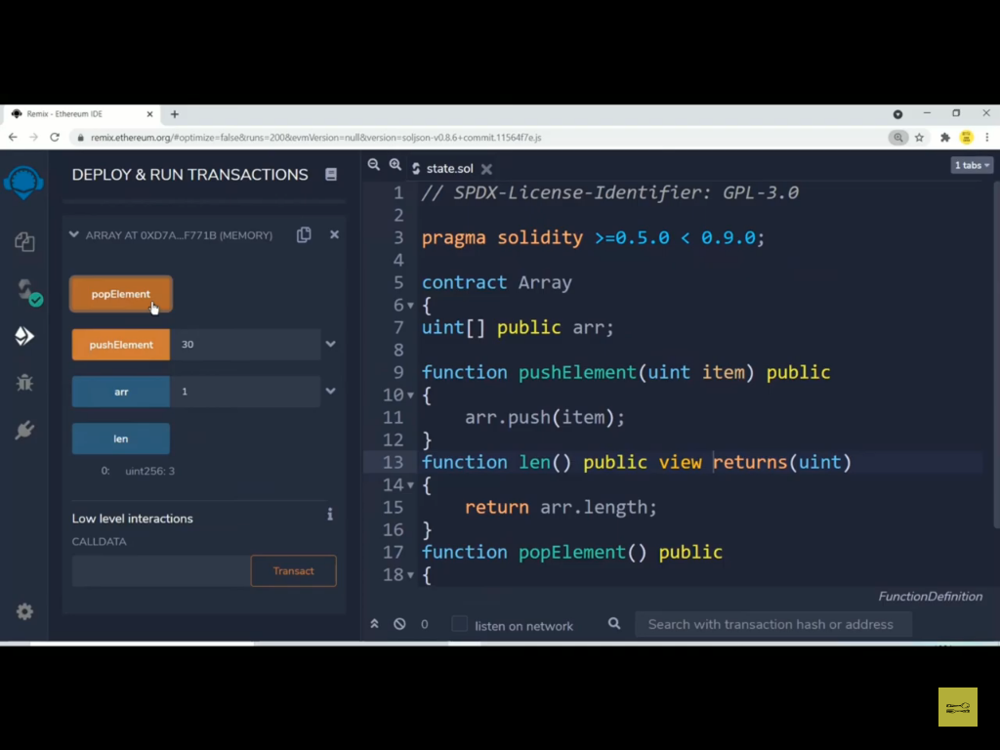 Remix - Ethereum IDE
remix.ethereum.org/#optimize=false&runs=200&evmVersion=null&version=soljson-v0.8.6+commit.11564f7e.js
DEPLOY & RUN TRANSACTIONS
ARRAY AT 0XD7A...F771B (MEMORY)
popElement
pushElement 30
arr 1
len
0: uint256: 3
Low level interactions
CALLDATA
Transact
state.sol
1 tabs
1 // SPDX-License-Identifier: GPL-3.0
2
3 pragma solidity >=0.5.0 < 0.9.0;
4
5 contract Array
6 {
7 uint[] public arr;
8
9 function pushElement(uint item) public
10 {
11 arr.push(item);
12 }
13 function len() public view returns(uint)
14 {
15 return arr.length;
16 }
17 function popElement() public
18 {
FunctionDefinition
0 listen on network Search with transaction hash or address